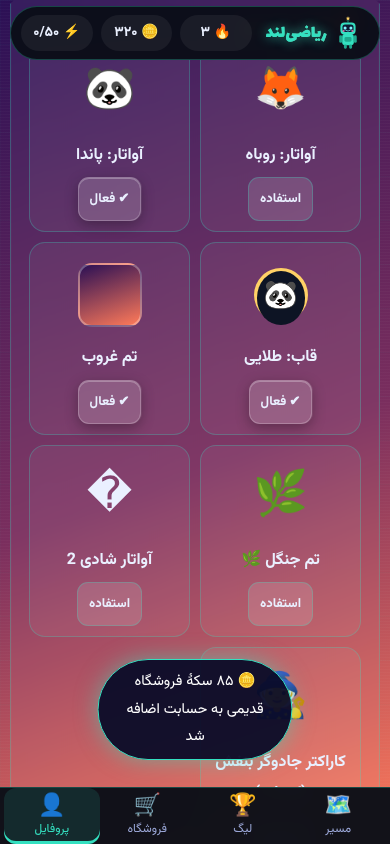 ریاضی‌لند
۳ 🔥
۳۲۰ 🪙
۰/۵۰ ⚡
آواتار: روباه
آواتار: پاندا
استفاده
✔ فعال
قاب: طلایی
تم غروب
✔ فعال
✔ فعال
تم جنگل 🌿
آواتار شادی 2
استفاده
استفاده
🪙 ۸۵ سکهٔ فروشگاه
قدیمی به حسابت اضافه
شد
کاراکتر جادوگر بنفش
مسیر
لیگ
فروشگاه
پروفایل